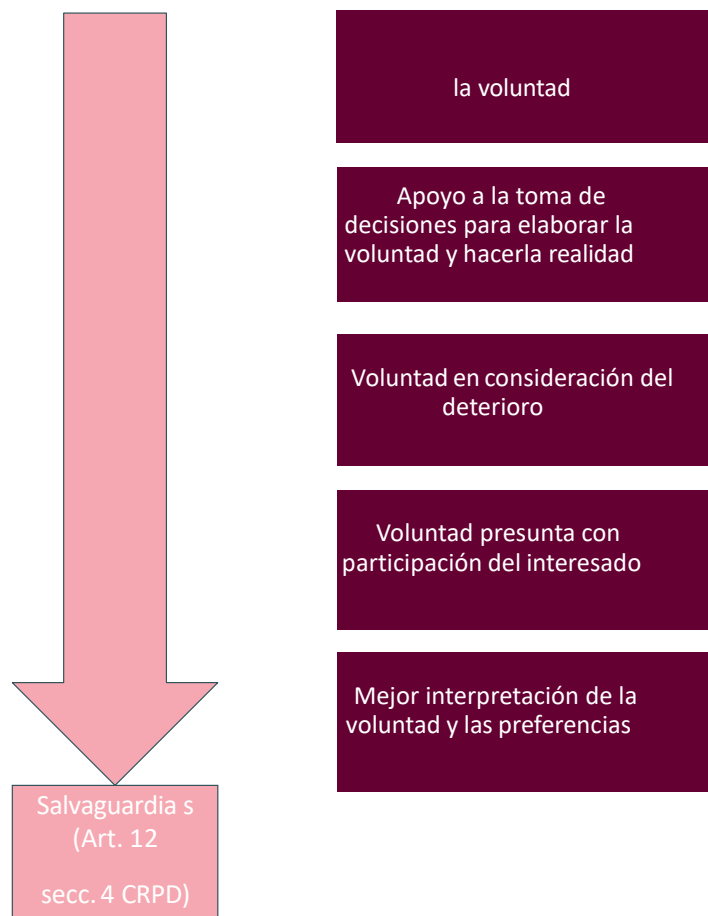 la voluntad
Apoyo a la toma de
decisiones para elaborar la
voluntad y hacerla realidad
Voluntad en consideración del
deterioro
Voluntad presunta con
participación del interesado
Mejor interpretación de la
voluntad y las preferencias
Salvaguardia s
(Art. 12
secc. 4 CRPD)